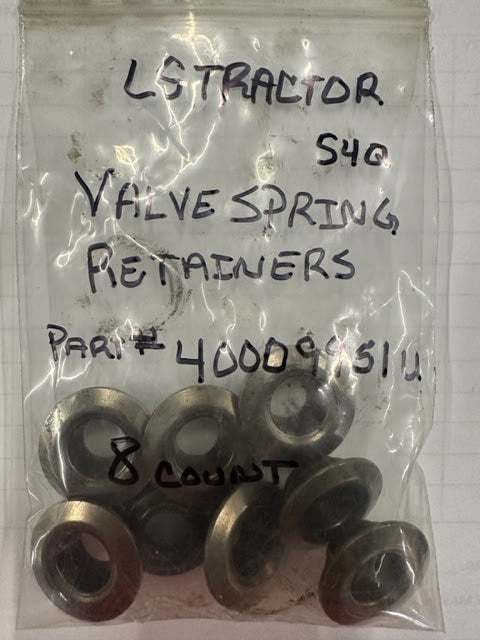 LS TRACTOR
S4Q
VALVE SPRING
RETAINERS
PART# 40009951U
8 COUNT